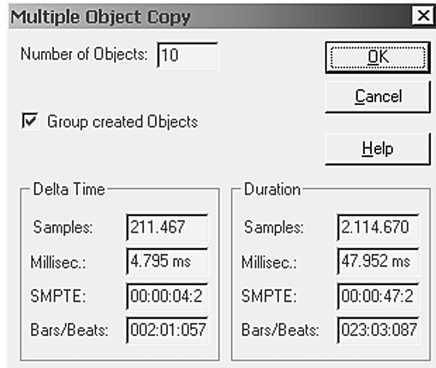 Multiple Object Copy
Number of Objects: 10
OK
Cancel
Group created Objects
Help
Delta Time
Samples: 211.467
Millisec.: 4.795 ms
SMPTE: 00:00:04:2
Bars/Beats: 002:01:057
Duration
Samples: 2.114.670
Millisec.: 47.952 ms
SMPTE: 00:00:47:2
Bars/Beats: 023:03:087